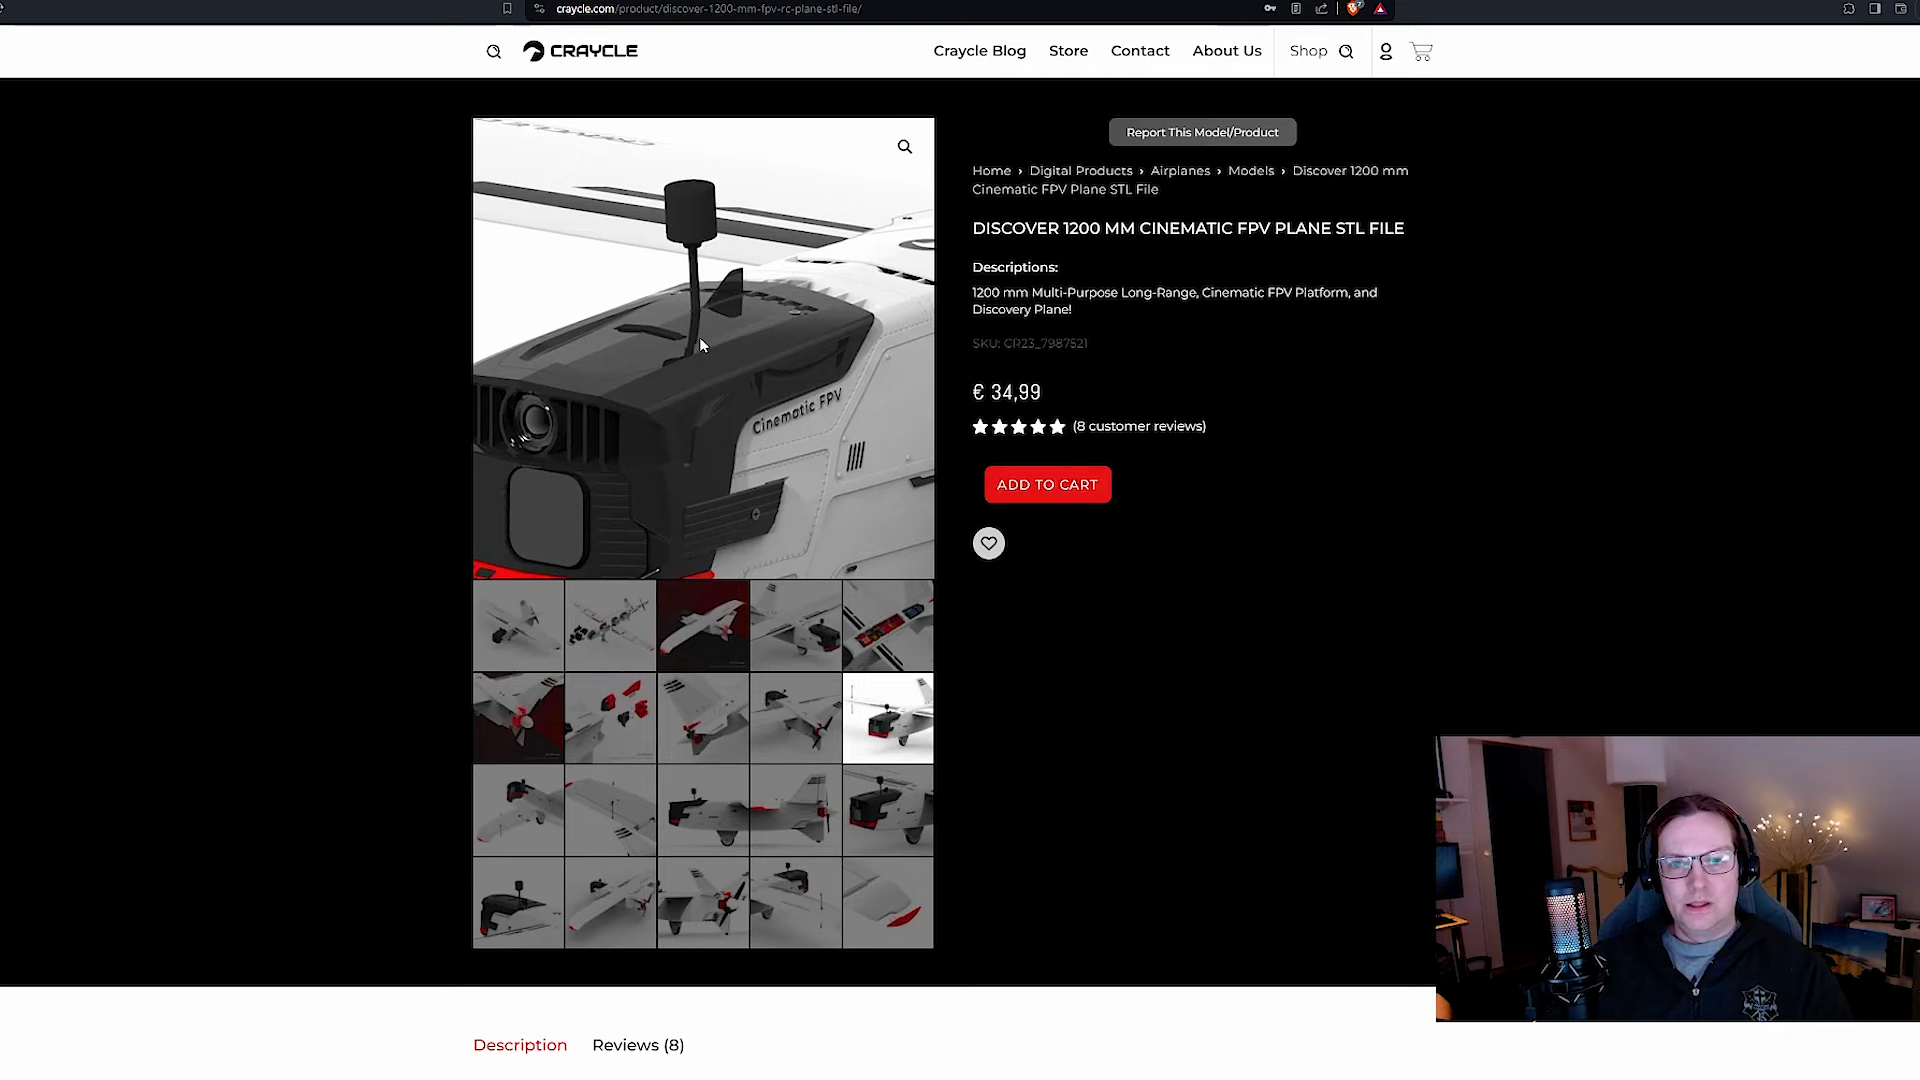 craycle.com/product/discover-1200-mm-fpv-rc-plane-stl-file/
CRAYCLE
Craycle Blog
Store
Contact
About Us
Shop
Cinematic FPV
Report This Model/Product
Home › Digital Products › Airplanes › Models › Discover 1200 mm
Cinematic FPV Plane STL File
DISCOVER 1200 MM CINEMATIC FPV PLANE STL FILE
Descriptions:
1200 mm Multi-Purpose Long-Range, Cinematic FPV Platform, and
Discovery Plane!
SKU: CR23_7987521
€ 34,99
(8 customer reviews)
ADD TO CART
Description
Reviews (8)